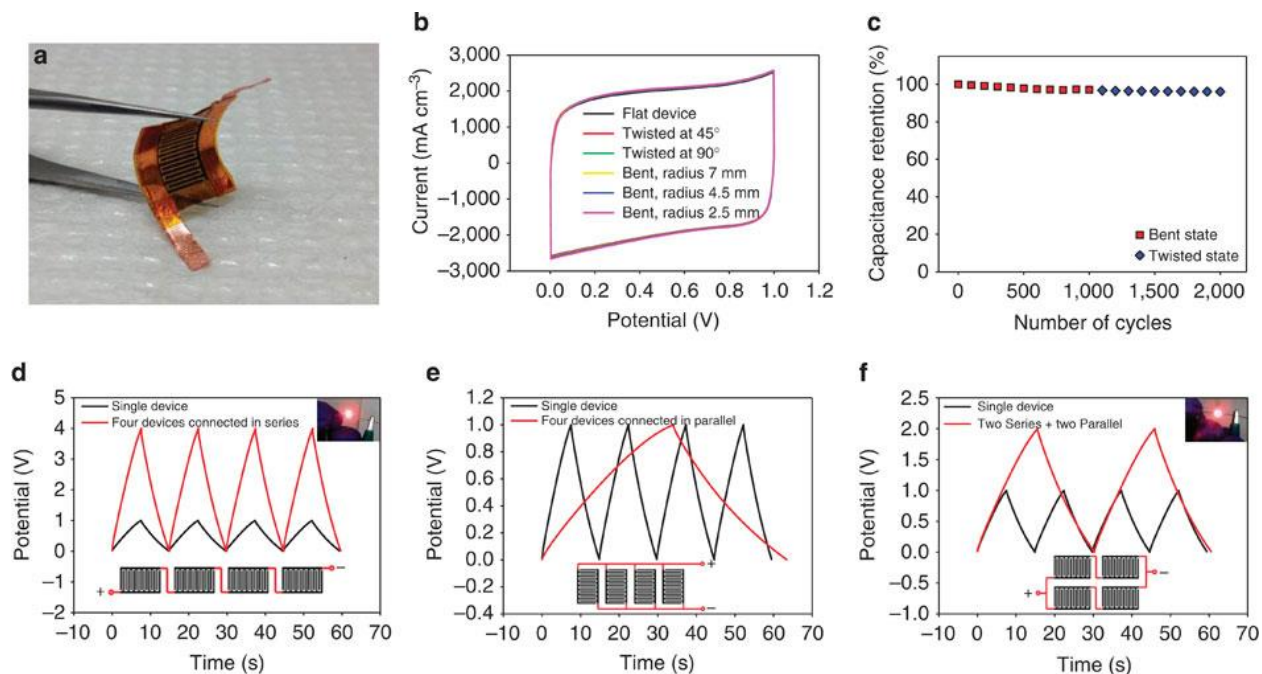 a
b
3,000
2,000
1,000
0
−1,000
−2,000
−3,000
Current (mA cm−3)
Flat device
Twisted at 45°
Twisted at 90°
Bent, radius 7 mm
Bent, radius 4.5 mm
Bent, radius 2.5 mm
0.0 0.2 0.4 0.6 0.8 1.0 1.2
Potential (V)
c
100
80
60
40
20
0
20
40
60
80
100
0
Capacitance retention (%)
Bent state
Twisted state
0 500 1,000 1,500 2,000
Number of cycles
d
5
4
3
2
1
0
−1
−2
Potential (V)
Single device
Four devices connected in series
+
−
−10 0 10 20 30 40 50 60 70
Time (s)
e
1.2
1.0
0.8
0.6
0.4
0.2
0.0
−0.2
−0.4
Potential (V)
Single device
Four devices connected in parallel
+
−
−10 0 10 20 30 40 50 60 70
Time (s)
f
2.5
2.0
1.5
1.0
0.5
0.0
−0.5
−1.0
Potential (V)
Single device
Two Series + two Parallel
−
+
−10 0 10 20 30 40 50 60 70
Time (s)